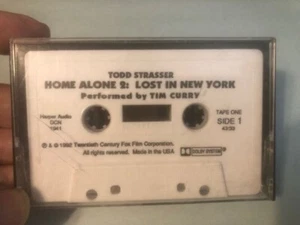 TODD STRASSER
HOME ALONE 2: LOST IN NEW YORK
Performed by TIM CURRY
Harper Audio
DCN
TAPE ONE
SIDE 1
© & ℗ 1992 Twentieth Century Fox Film Corporation.
All rights reserved. Made in the USA
DOLBY SYSTEM